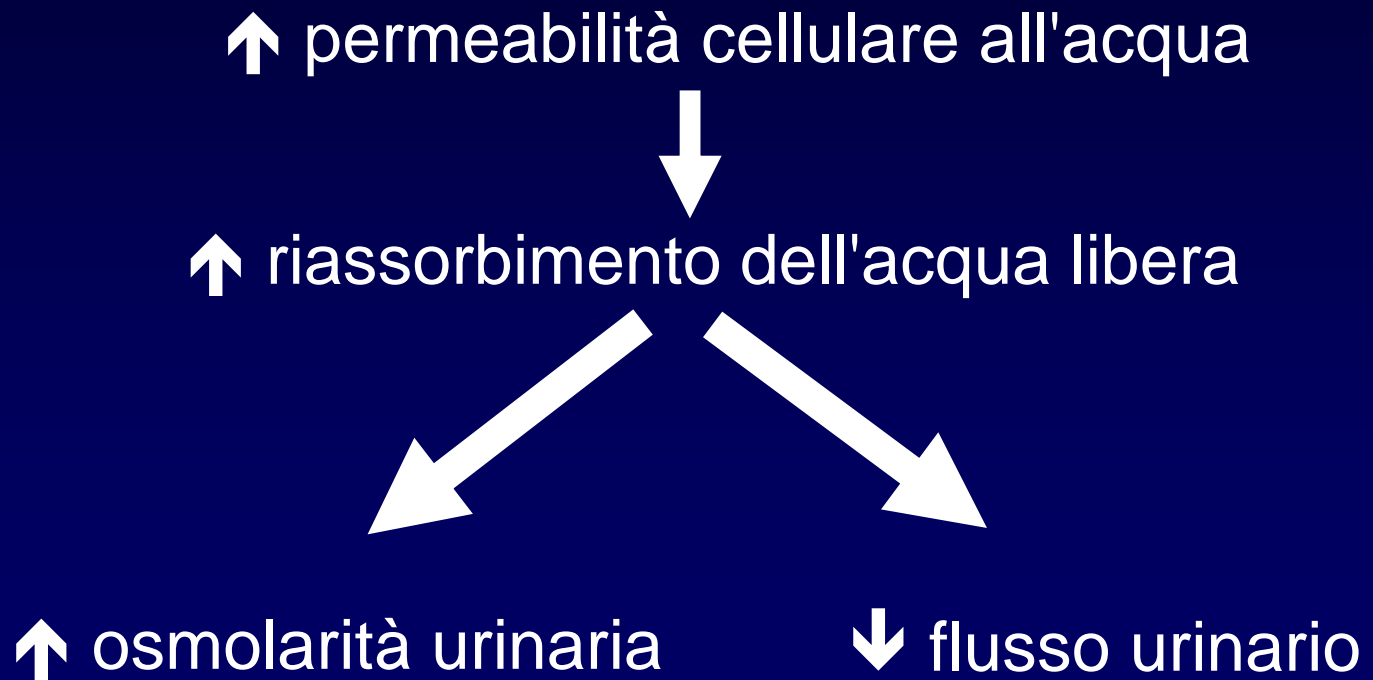 ↑ permeabilità cellulare all'acqua
↑ riassorbimento dell'acqua libera
↑ osmolarità urinaria ↓ flusso urinario